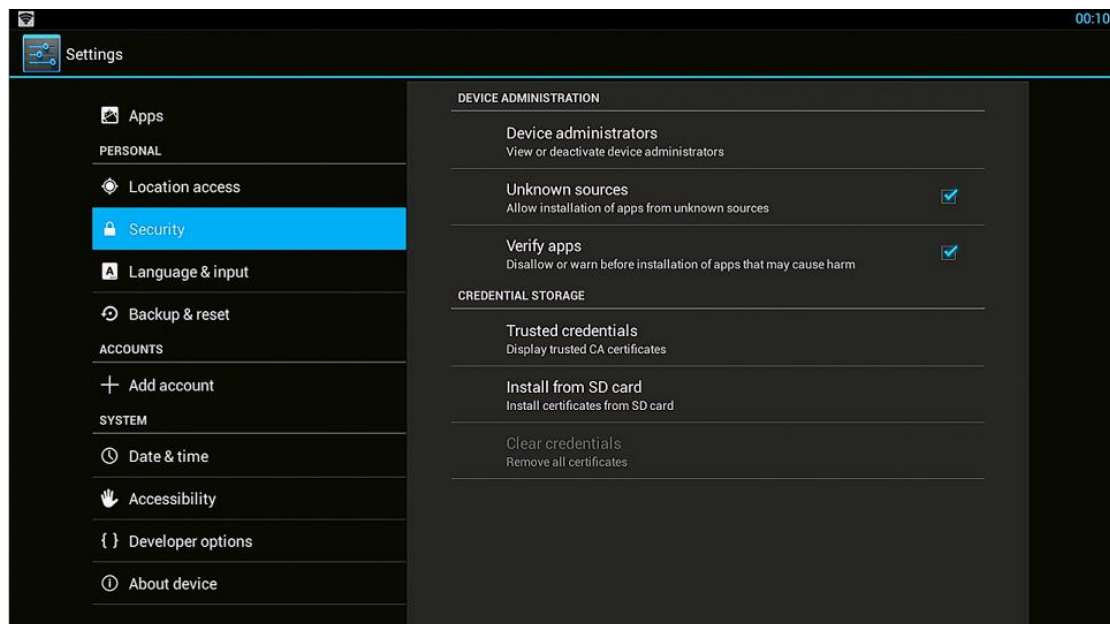 00:10
Settings
Apps
PERSONAL
Location access
Security
Language & input
Backup & reset
ACCOUNTS
Add account
SYSTEM
Date & time
Accessibility
{ } Developer options
About device
DEVICE ADMINISTRATION
Device administrators
View or deactivate device administrators
Unknown sources
Allow installation of apps from unknown sources
Verify apps
Disallow or warn before installation of apps that may cause harm
CREDENTIAL STORAGE
Trusted credentials
Display trusted CA certificates
Install from SD card
Install certificates from SD card
Clear credentials
Remove all certificates